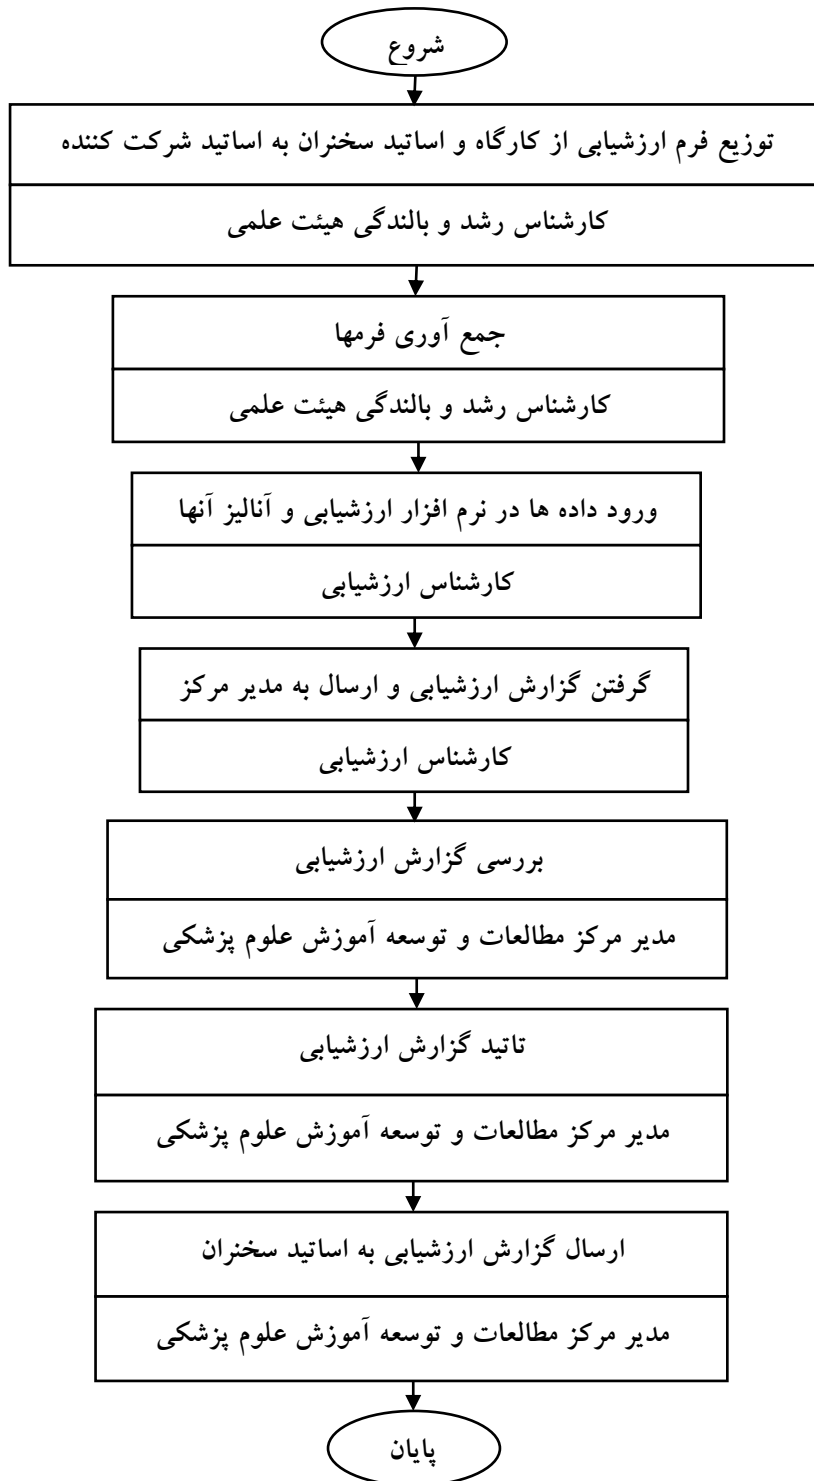 شروع
توزیع فرم ارزشیابی از کارگاه و اساتید سخنران به اساتید شرکت کننده
کارشناس رشد و بالندگی هیئت علمی
جمع آوری فرمها
کارشناس رشد و بالندگی هیئت علمی
ورود داده ها در نرم افزار ارزشیابی و آنالیز آنها
کارشناس ارزشیابی
گرفتن گزارش ارزشیابی و ارسال به مدیر مرکز
کارشناس ارزشیابی
بررسی گزارش ارزشیابی
مدیر مرکز مطالعات و توسعه آموزش علوم پزشکی
تاتید گزارش ارزشیابی
مدیر مرکز مطالعات و توسعه آموزش علوم پزشکی
ارسال گزارش ارزشیابی به اساتید سخنران
مدیر مرکز مطالعات و توسعه آموزش علوم پزشکی
پایان